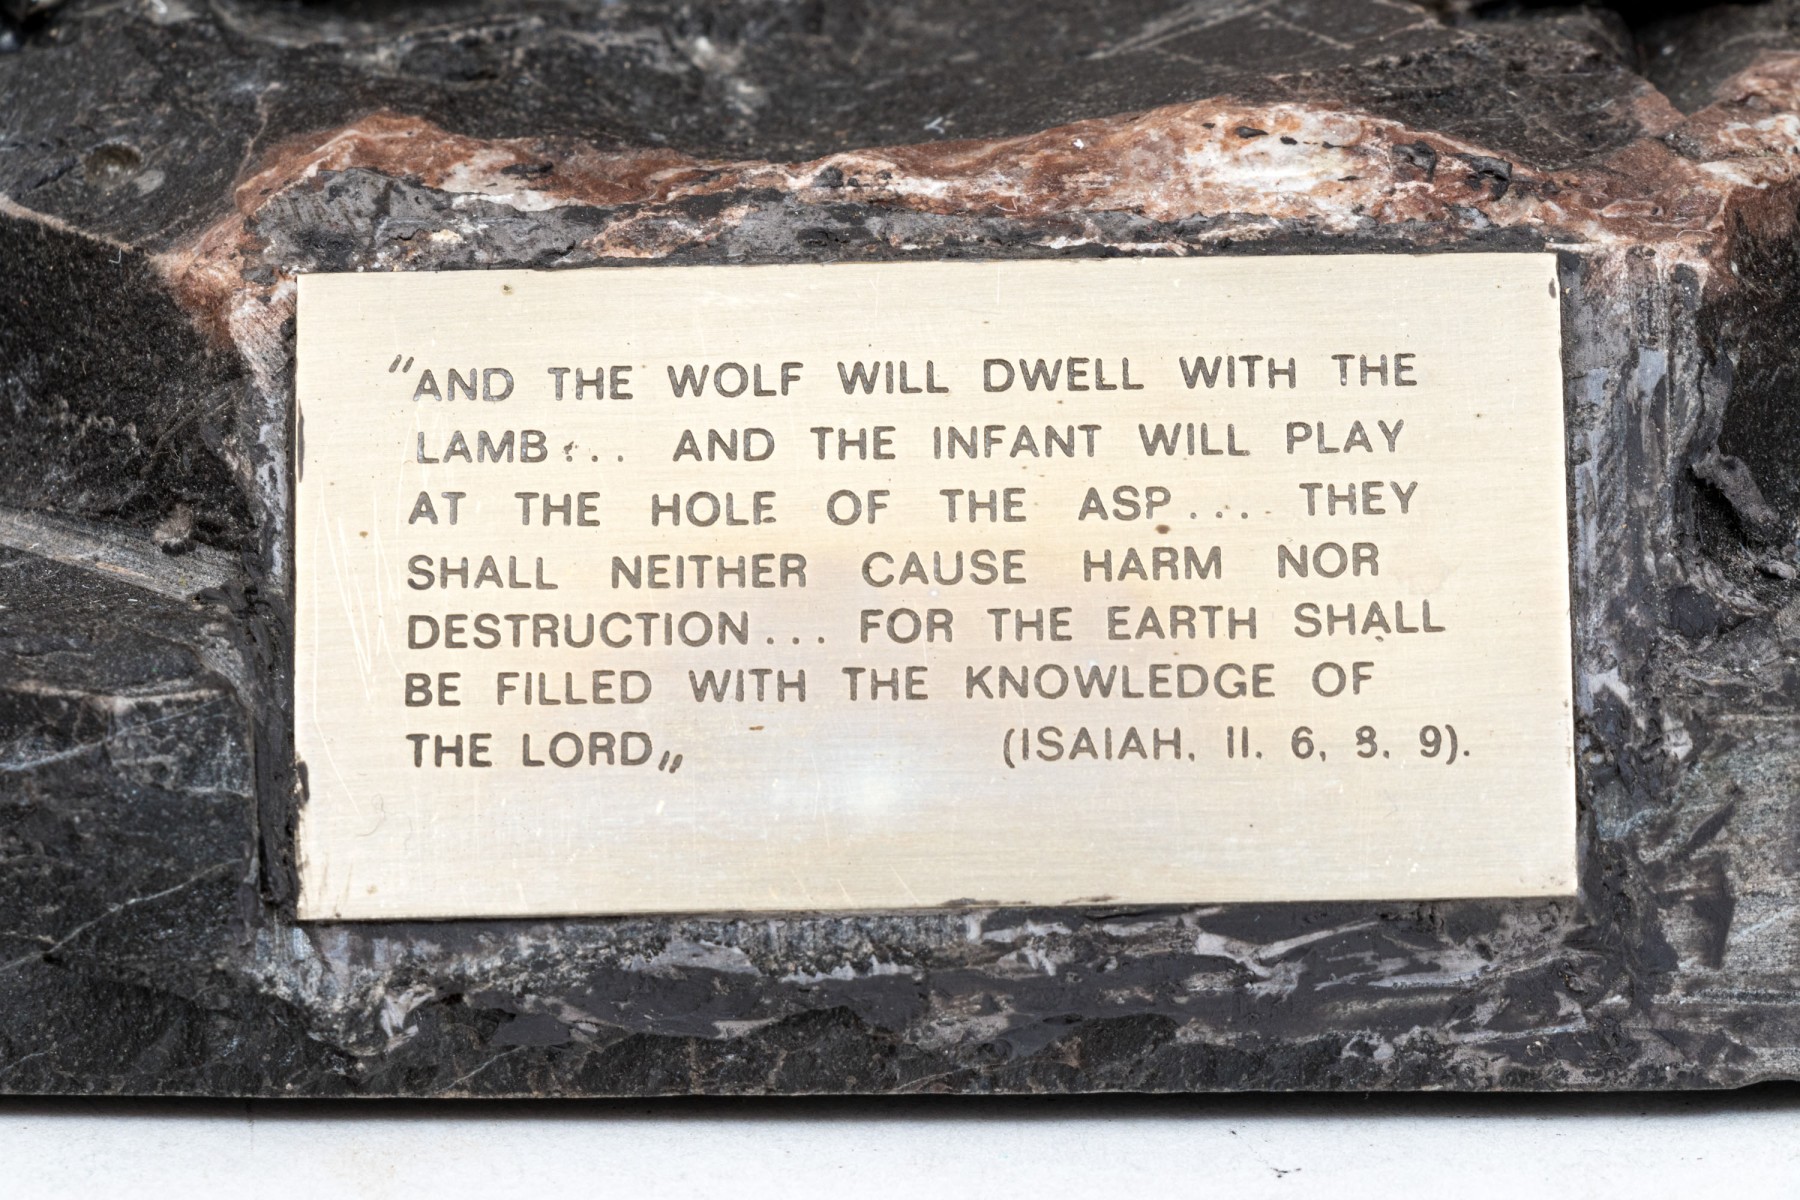 "AND THE WOLF WILL DWELL WITH THE
LAMB... AND THE INFANT WILL PLAY
AT THE HOLE OF THE ASP.... THEY
SHALL NEITHER CAUSE HARM NOR
DESTRUCTION... FOR THE EARTH SHALL
BE FILLED WITH THE KNOWLEDGE OF
THE LORD„ (ISAIAH, 11. 6, 8, 9).